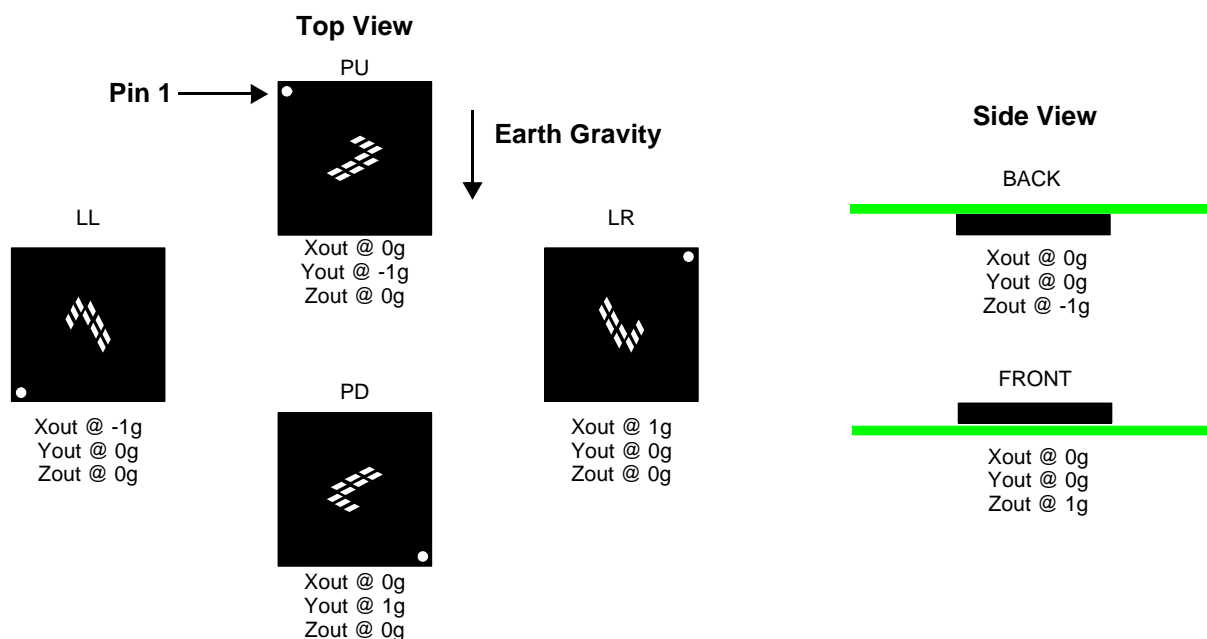 Top View
PU
Pin 1
Earth Gravity
Xout @ 0g
Yout @ -1g
Zout @ 0g
LL
Xout @ -1g
Yout @ 0g
Zout @ 0g
LR
Xout @ 1g
Yout @ 0g
Zout @ 0g
PD
Xout @ 0g
Yout @ 1g
Zout @ 0g
Side View
BACK
Xout @ 0g
Yout @ 0g
Zout @ -1g
FRONT
Xout @ 0g
Yout @ 0g
Zout @ 1g